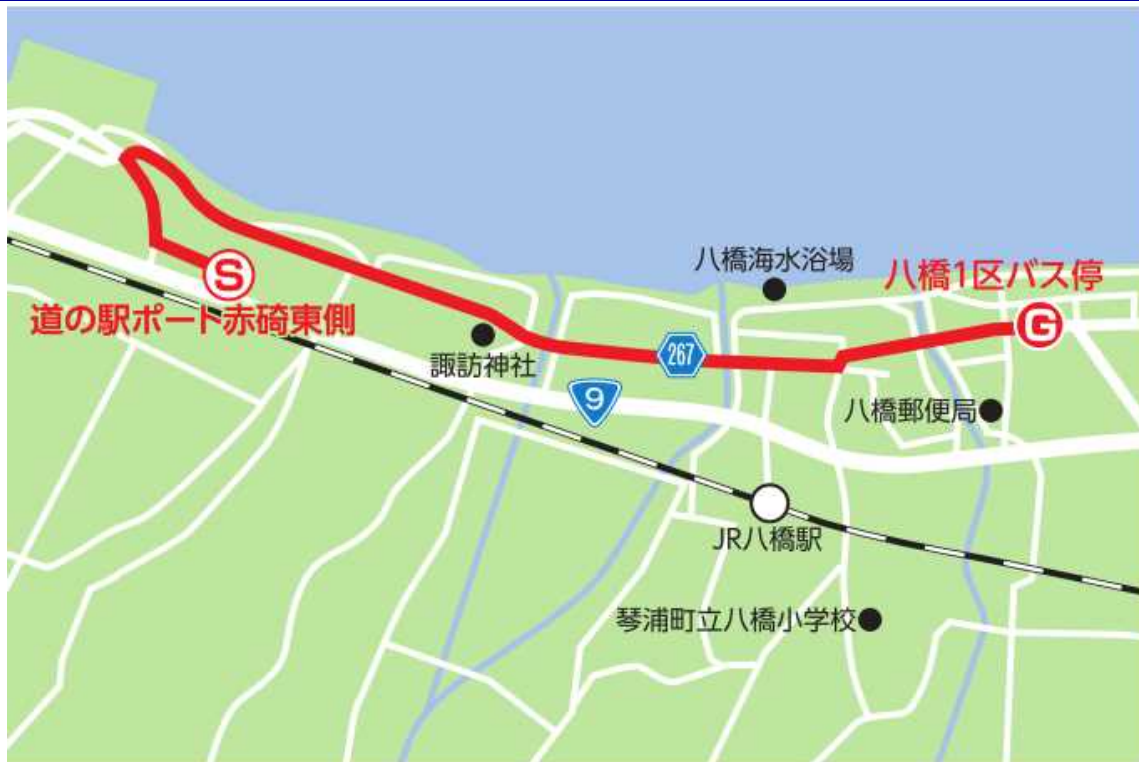 八橋海水浴場
八橋1区バス停
S
G
道の駅ポート赤碕東側
諏訪神社
267
9
八橋郵便局
JR八橋駅
琴浦町立八橋小学校